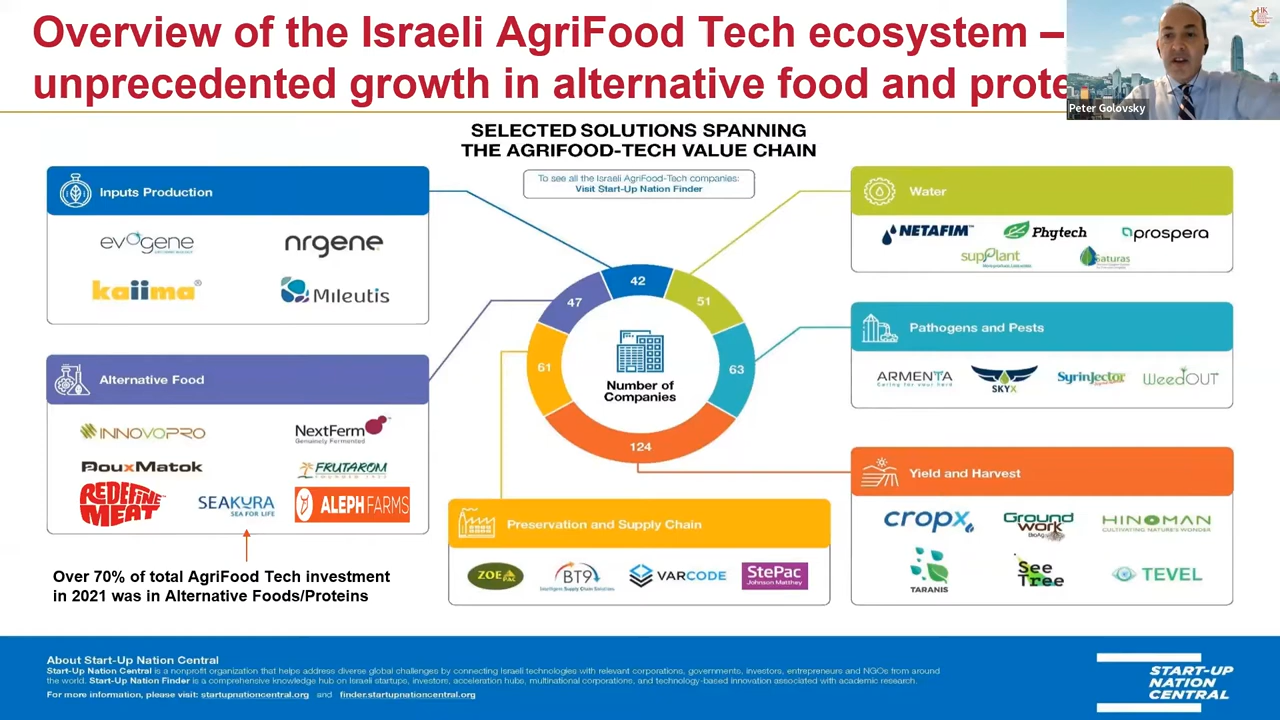 Overview of the Israeli AgriFood Tech ecosystem –
unprecedented growth in alternative food and prote
Peter Golovsky
SELECTED SOLUTIONS SPANNING
THE AGRIFOOD-TECH VALUE CHAIN
To see all the Israeli AgriFood-Tech companies:
Visit Start-Up Nation Finder
Inputs Production
evogene
nrgene
kaiima
Mileutis
Alternative Food
INNOVOPRO
NextFerm
Genuinely Fermented
DouxMatok
FRUTAROM
REDEFINE
MEAT
SEAKURA
SEA FOR LIFE
ALEPH FARMS
Over 70% of total AgriFood Tech investment
in 2021 was in Alternative Foods/Proteins
42
51
47
61
63
124
Number of
Companies
Preservation and Supply Chain
ZOE
PAC
BT9
Intelligent Supply Chain Solutions
VARCODE
StePac
Johnson Matthey
Water
NETAFIM™
Phytech
prospera
supPlant
Saturas
Pathogens and Pests
ARMENTA
Caring for your herd
SKYX
Syrinjector
WeedOUT
Yield and Harvest
cropx
Ground
work
BioAg
HINOMAN
CULTIVATING NATURE'S WONDER
TARANIS
See
Tree
TEVEL
About Start-Up Nation Central
Start-Up Nation Central is a nonprofit organization that helps address diverse global challenges by connecting Israeli technologies with relevant corporations, governments, investors, entrepreneurs and NGOs from around
the world. Start-Up Nation Finder is a comprehensive knowledge hub on Israeli startups, investors, acceleration hubs, multinational corporations, and technology-based innovation associated with academic research.
For more information, please visit: startupnationcentral.org and finder.startupnationcentral.org
START-UP
NATION
CENTRAL